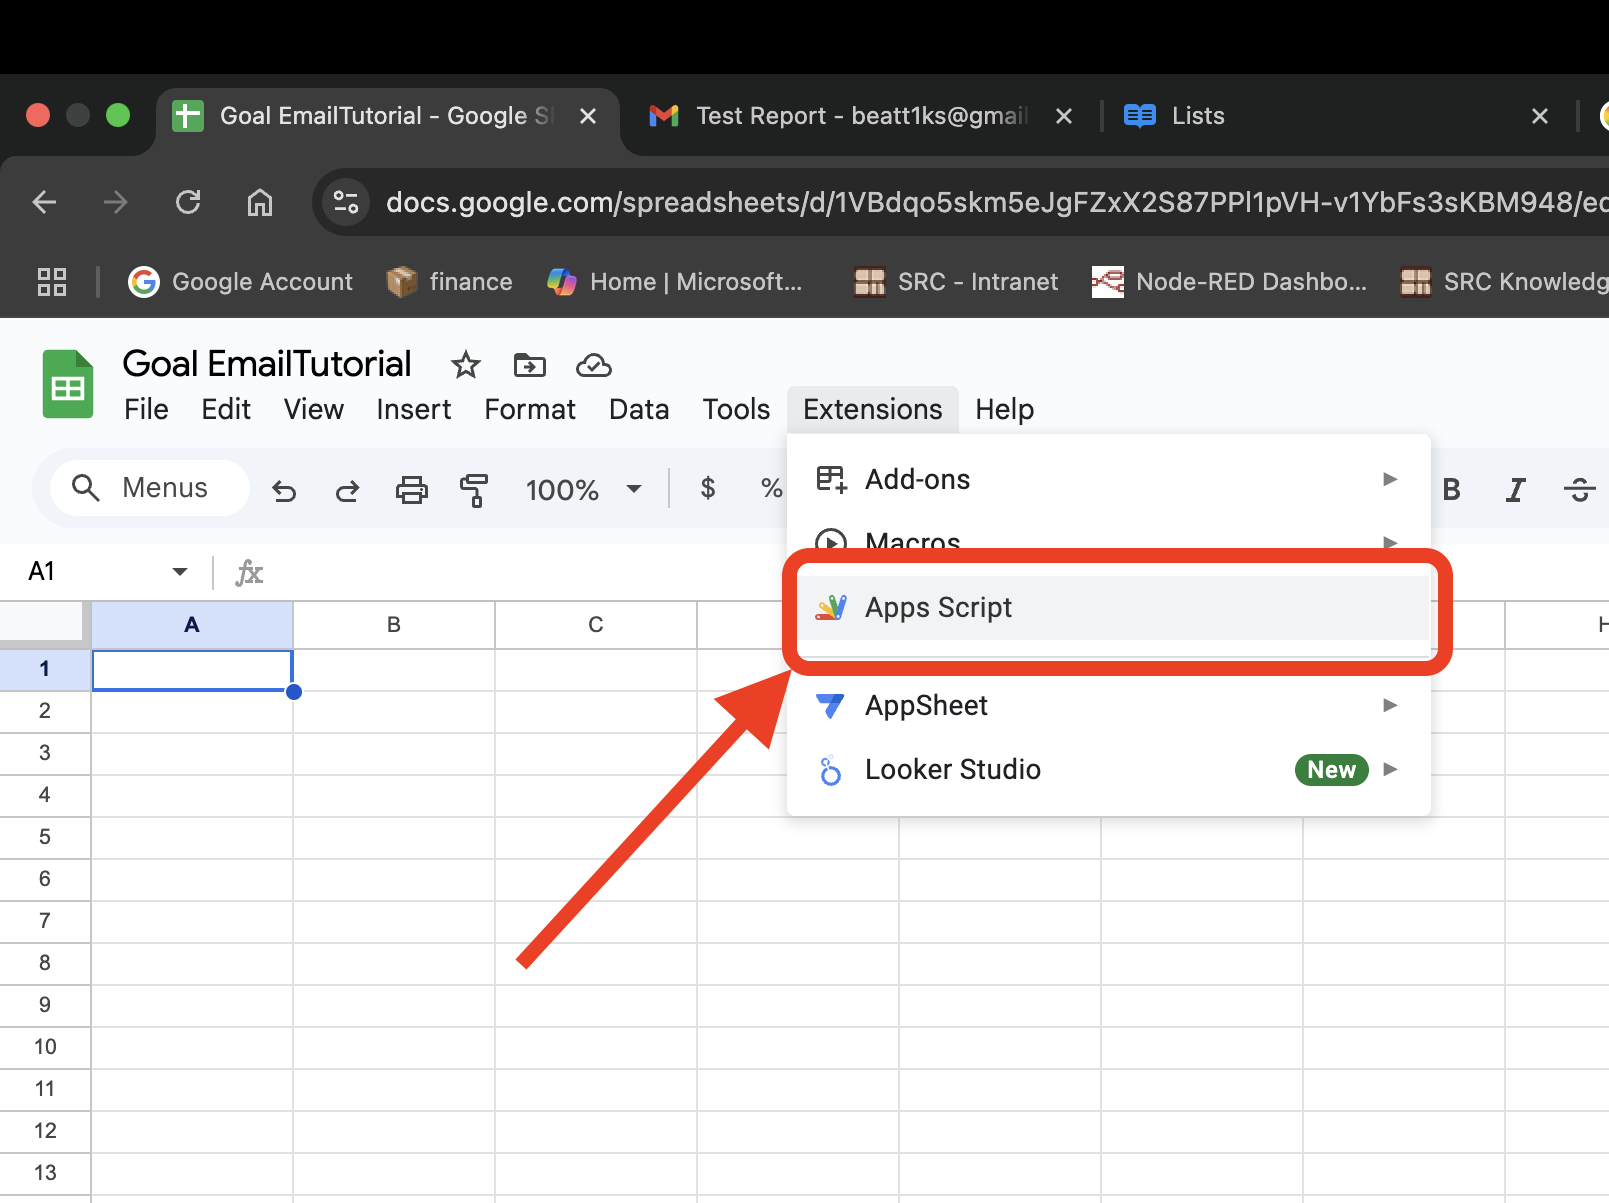 Goal EmailTutorial - Google S
Test Report - beatt1ks@gmail
Lists
docs.google.com/spreadsheets/d/1VBdqo5skm5eJgFZxX2S87PPl1pVH-v1YbFs3sKBM948/ed
Google Account
finance
Home | Microsoft...
SRC - Intranet
Node-RED Dashbo...
SRC Knowledg
Goal EmailTutorial
File Edit View Insert Format Data Tools Extensions Help
Menus
100%
$ %
B I S
Add-ons
Macros
Apps Script
AppSheet
Looker Studio New
A1
fx
A B C H
1
2
3
4
5
6
7
8
9
10
11
12
13